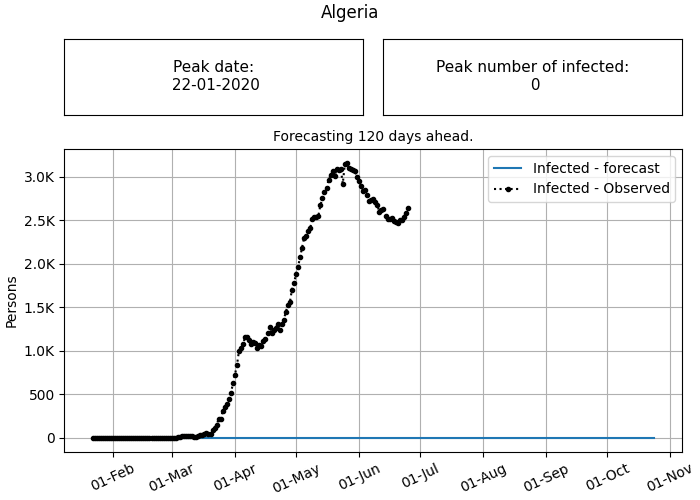 Algeria
Peak date:
22-01-2020
Peak number of infected:
0
Forecasting 120 days ahead.
Infected - forecast
Infected - Observed
3.0K
2.5K
2.0K
1.5K
1.0K
500
0
Persons
01-Feb
01-Mar
01-Apr
01-May
01-Jun
01-Jul
01-Aug
01-Sep
01-Oct
01-Nov